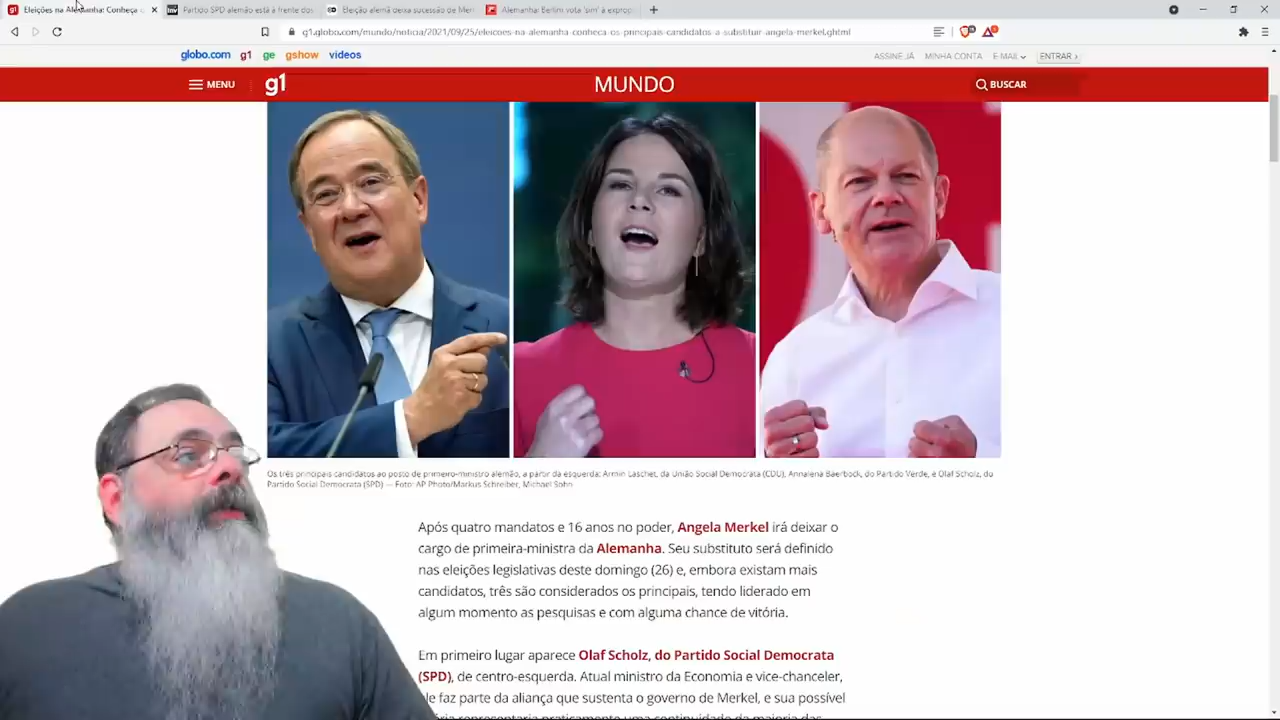 Eleições na Alemanha: Conheça
Partido SPD alemão está à frente dos
Eleição alemã deixa sucessão de Mer
Alemanha: Berlim vota 'sim' à exprop
g1.globo.com/mundo/noticia/2021/09/25/eleicoes-na-alemanha-conheca-os-principais-candidatos-a-substituir-angela-merkel.ghtml
globo.com g1 ge gshow vídeos
ASSINE JÁ MINHA CONTA E-MAIL ENTRAR ›
MENU g1 MUNDO BUSCAR
Os três principais candidatos ao posto de primeiro-ministro alemão, a partir da esquerda: Armin Laschet, da União Social Democrata (CDU), Annalena Baerbock, do Partido Verde, e Olaf Scholz, do
Partido Social Democrata (SPD) — Foto: AP Photo/Markus Schreiber, Michael Sohn
Após quatro mandatos e 16 anos no poder, Angela Merkel irá deixar o
cargo de primeira-ministra da Alemanha. Seu substituto será definido
nas eleições legislativas deste domingo (26) e, embora existam mais
candidatos, três são considerados os principais, tendo liderado em
algum momento as pesquisas e com alguma chance de vitória.
Em primeiro lugar aparece Olaf Scholz, do Partido Social Democrata
(SPD), de centro-esquerda. Atual ministro da Economia e vice-chanceler,
ele faz parte da aliança que sustenta o governo de Merkel, e sua possível
vitória representaria praticamente uma continuidade da maioria das